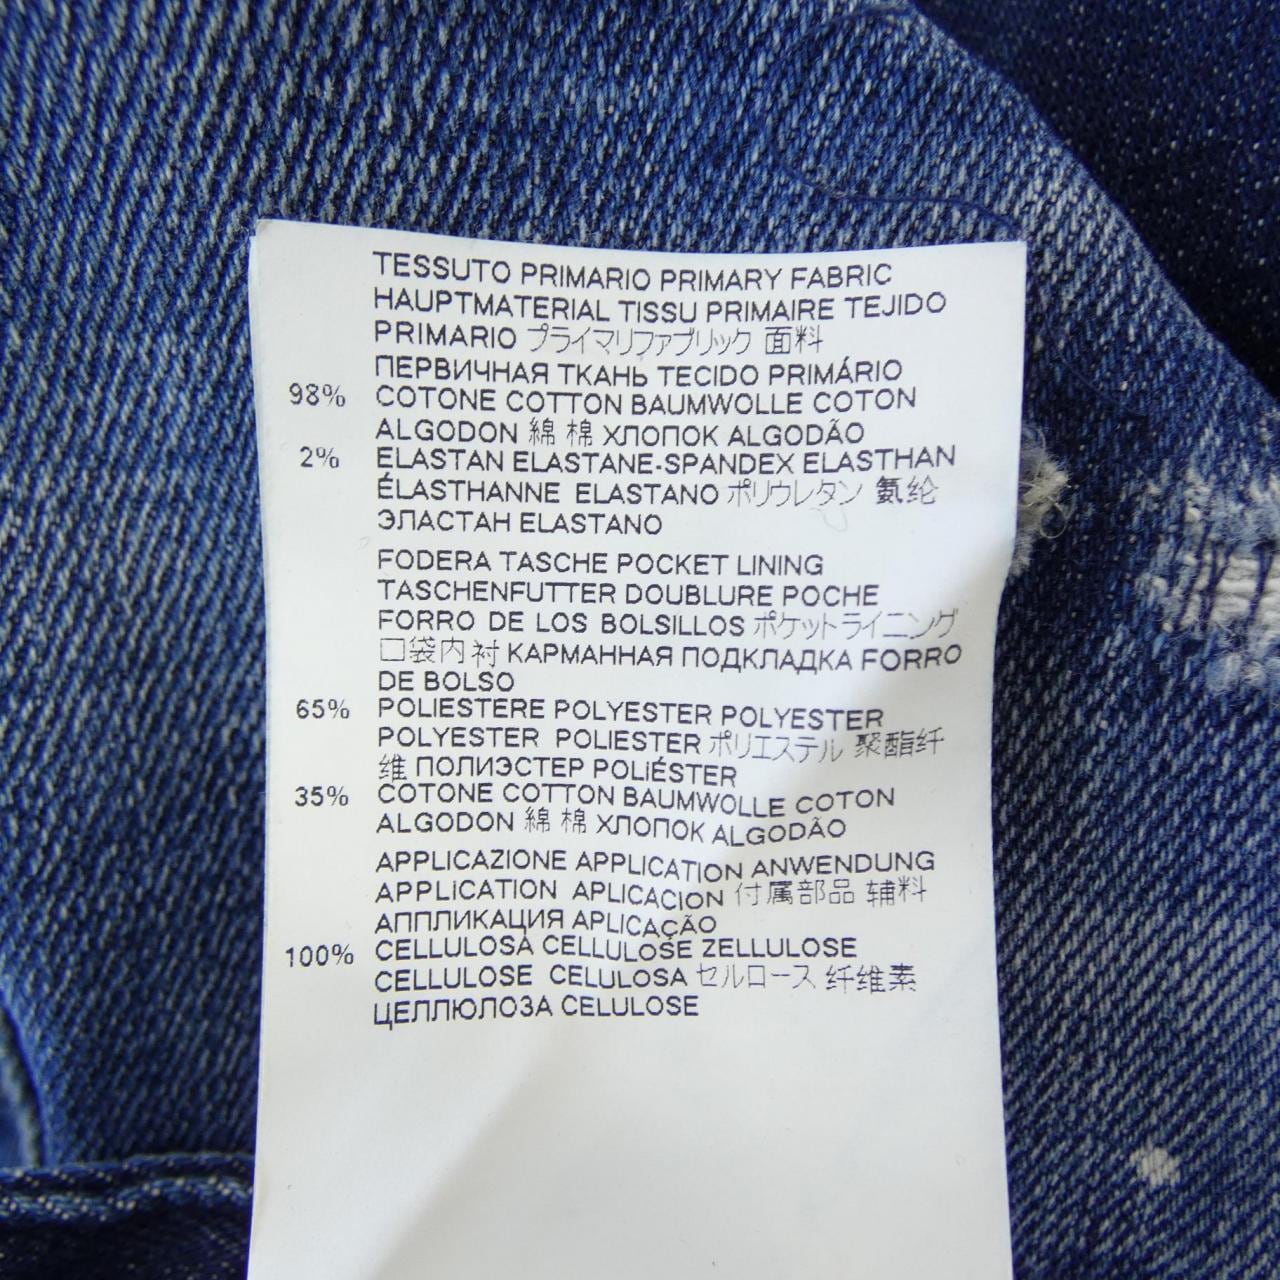 TESSUTO PRIMARIO PRIMARY FABRIC
HAUPTMATERIAL TISSU PRIMAIRE TEJIDO
PRIMARIO プライマリファブリック 面料
ПЕРВИЧНАЯ ТКАНЬ TECIDO PRIMÁRIO
98% COTONE COTTON BAUMWOLLE COTON
ALGODON 綿 棉 ХЛОПОК ALGODÃO
2% ELASTAN ELASTANE-SPANDEX ELASTHAN
ÉLASTHANNE ELASTANO ポリウレタン 氨纶
ЭЛАСТАН ELASTANO
FODERA TASCHE POCKET LINING
TASCHENFUTTER DOUBLURE POCHE
FORRO DE LOS BOLSILLOS ポケットライニング
口袋内衬 КАРМАННАЯ ПОДКЛАДКА FORRO
DE BOLSO
65% POLIESTERE POLYESTER POLYESTER
POLYESTER POLIESTER ポリエステル 聚酯纤
维 ПОЛИЭСТЕР POLIÉSTER
35% COTONE COTTON BAUMWOLLE COTON
ALGODON 綿 棉 ХЛОПОК ALGODÃO
APPLICAZIONE APPLICATION ANWENDUNG
APPLICATION APLICACION 付属部品 辅料
АППЛИКАЦИЯ APLICAÇÃO
100% CELLULOSA CELLULOSE ZELLULOSE
CELLULOSE CELULOSA セルロース 纤维素
ЦЕЛЛЮЛОЗА CELULOSE